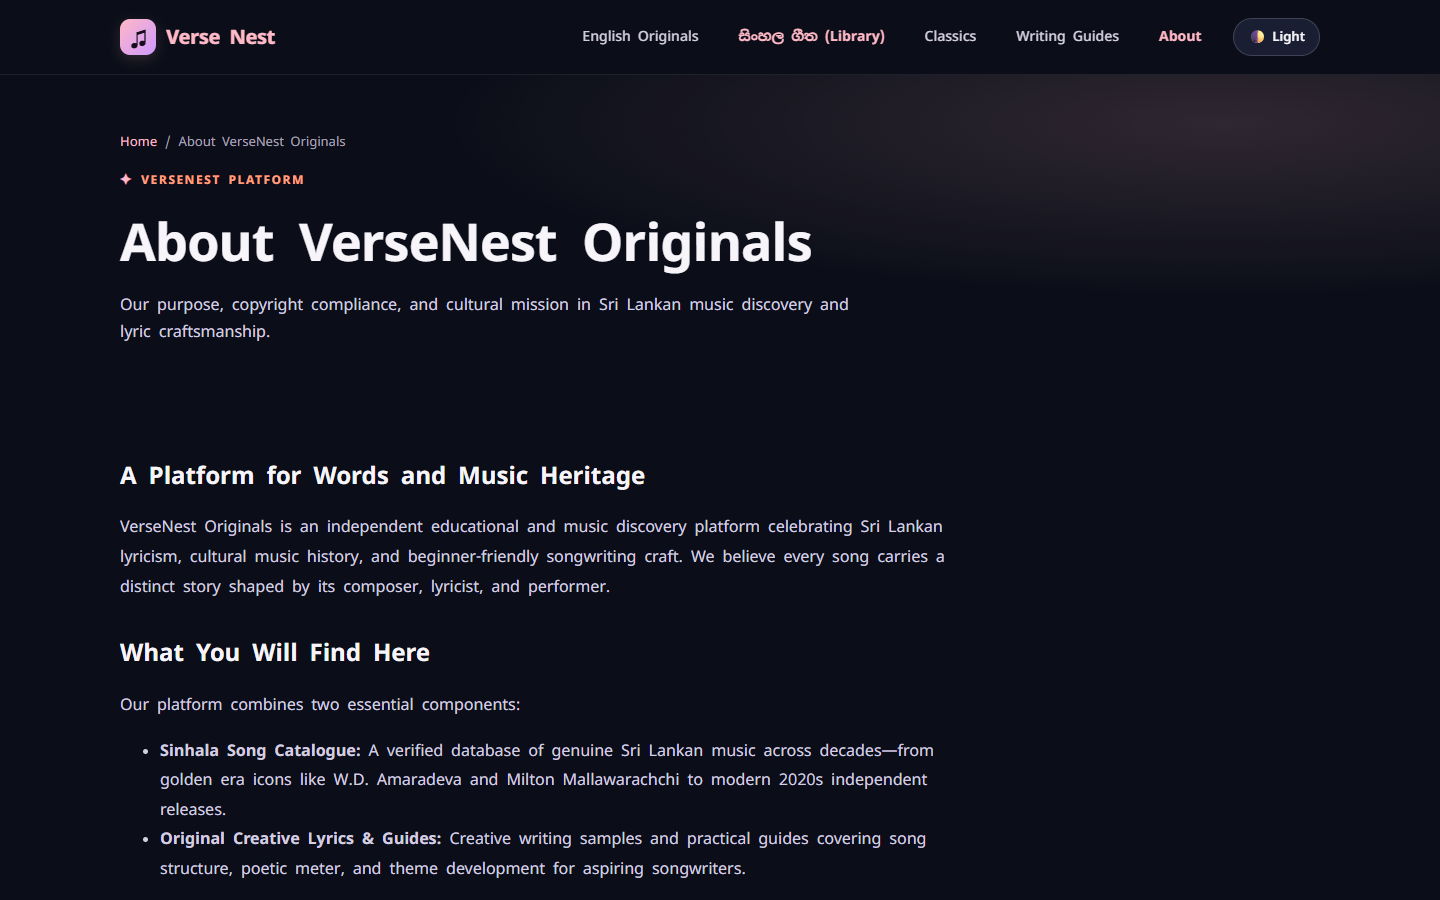 Verse Nest
English Originals
සිංහල ගීත (Library)
Classics
Writing Guides
About
Light
Home / About VerseNest Originals
VERSENEST PLATFORM
About VerseNest Originals
Our purpose, copyright compliance, and cultural mission in Sri Lankan music discovery and
lyric craftsmanship.
A Platform for Words and Music Heritage
VerseNest Originals is an independent educational and music discovery platform celebrating Sri Lankan
lyricism, cultural music history, and beginner-friendly songwriting craft. We believe every song carries a
distinct story shaped by its composer, lyricist, and performer.
What You Will Find Here
Our platform combines two essential components:
• Sinhala Song Catalogue: A verified database of genuine Sri Lankan music across decades—from
golden era icons like W.D. Amaradeva and Milton Mallawarachchi to modern 2020s independent
releases.
• Original Creative Lyrics & Guides: Creative writing samples and practical guides covering song
structure, poetic meter, and theme development for aspiring songwriters.